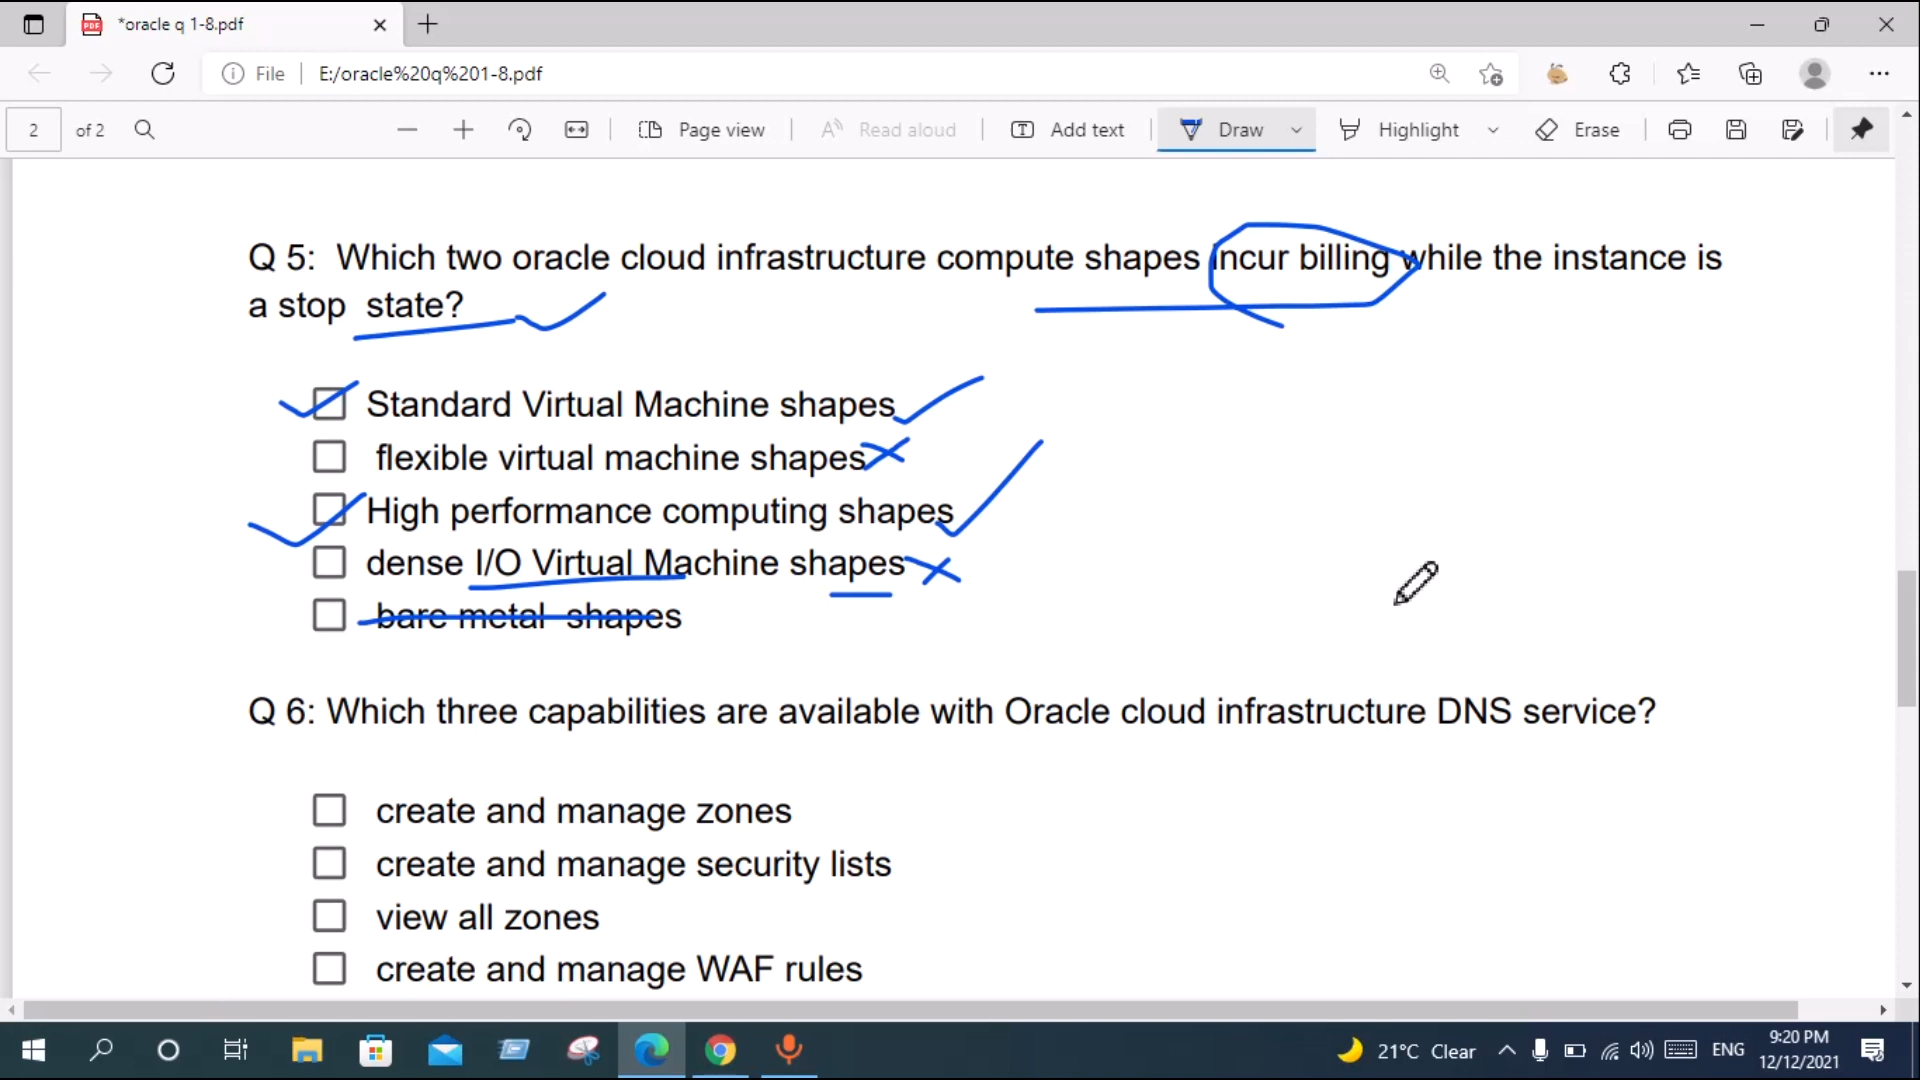 *oracle q 1-8.pdf
File
E:/oracle%20q%201-8.pdf
2 of 2 Page view Read aloud Add text Draw Highlight Erase
Q 5: Which two oracle cloud infrastructure compute shapes incur billing while the instance is
a stop state?
Standard Virtual Machine shapes
flexible virtual machine shapes
High performance computing shapes
dense I/O Virtual Machine shapes
bare metal shapes
Q 6: Which three capabilities are available with Oracle cloud infrastructure DNS service?
create and manage zones
create and manage security lists
view all zones
create and manage WAF rules
21°C Clear
ENG
9:20 PM
12/12/2021